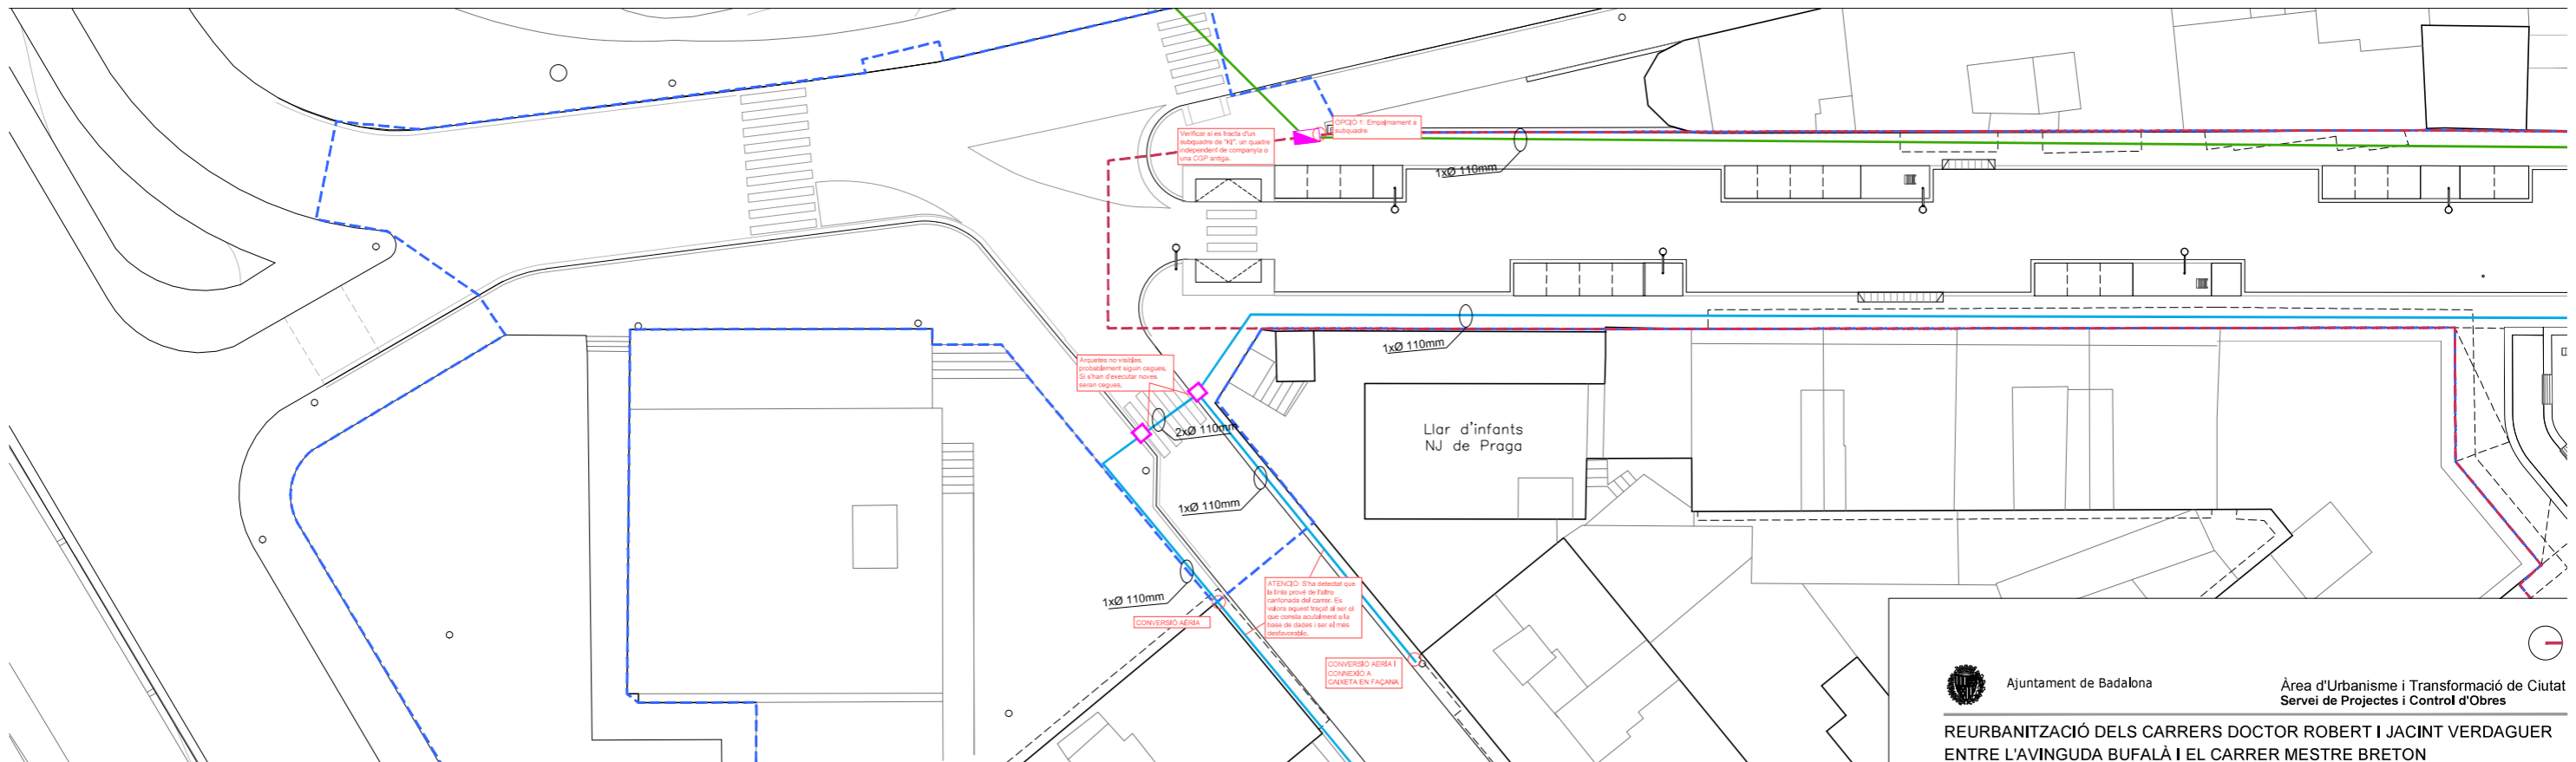 Verificar si es tracta d'un
subquadre de "KI", un quadre
independent de companyia o
una CGP antiga.
OPCIÓ 1: Empalmament a
subquadre
1xØ 110mm
1xØ 110mm
Arquetes no visibles,
probablement siguin cegues.
Si s'han d'executar noves
seran cegues.
2xØ 110mm
Llar d'infants
NJ de Praga
1xØ 110mm
1xØ 110mm
CONVERSIÓ AÈRIA
ATENCIÓ: S'ha detectat que
la línia prové de l'altra
cantonada del carrer. Es
valora aquest traçat al ser el
que consta acutalment a la
base de dades i ser el més
desfavorable.
CONVERSIÓ AÈRIA I
CONNEXIÓ A
CAIXETA EN FAÇANA
Ajuntament de Badalona
Àrea d'Urbanisme i Transformació de Ciutat
Servei de Projectes i Control d'Obres
REURBANITZACIÓ DELS CARRERS DOCTOR ROBERT I JACINT VERDAGUER
ENTRE L'AVINGUDA BUFALÀ I EL CARRER MESTRE BRETON